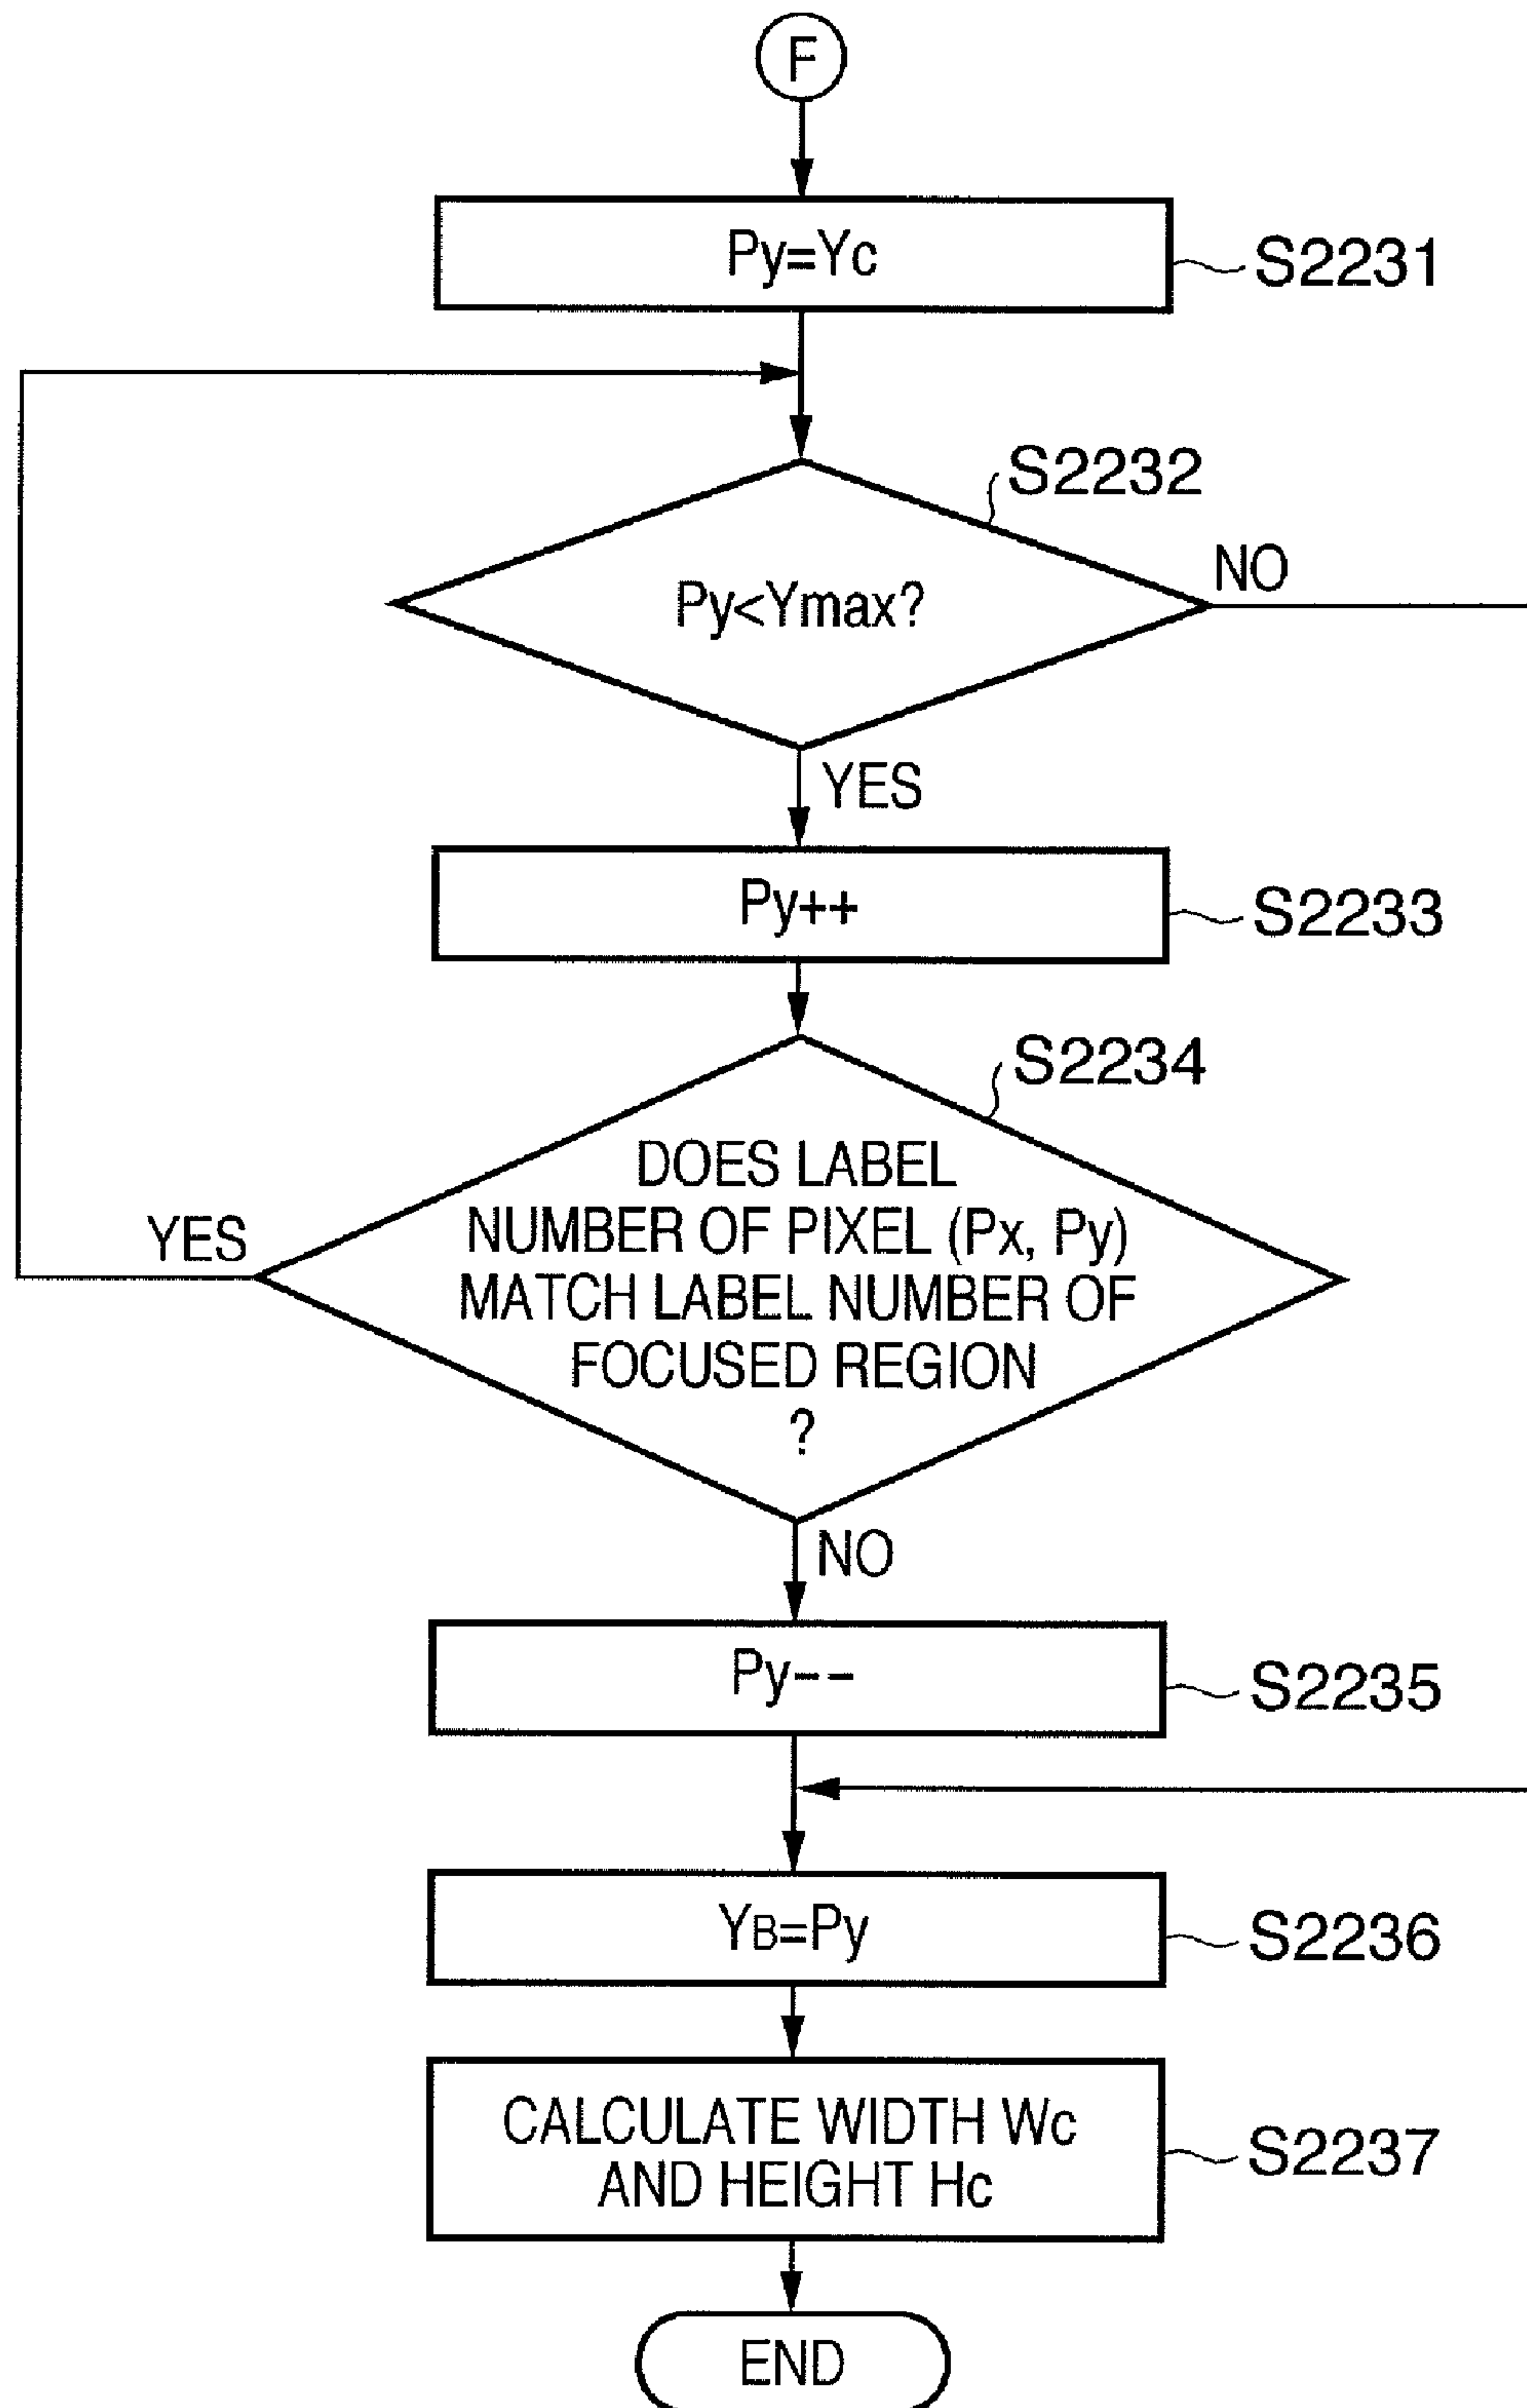 F
Py=Yc
S2231
S2232
Py<Ymax?
NO
YES
Py++
S2233
S2234
DOES LABEL
NUMBER OF PIXEL (Px, Py)
MATCH LABEL NUMBER OF
FOCUSED REGION
?
YES
NO
Py--
S2235
YB=Py
S2236
CALCULATE WIDTH Wc
AND HEIGHT Hc
S2237
END